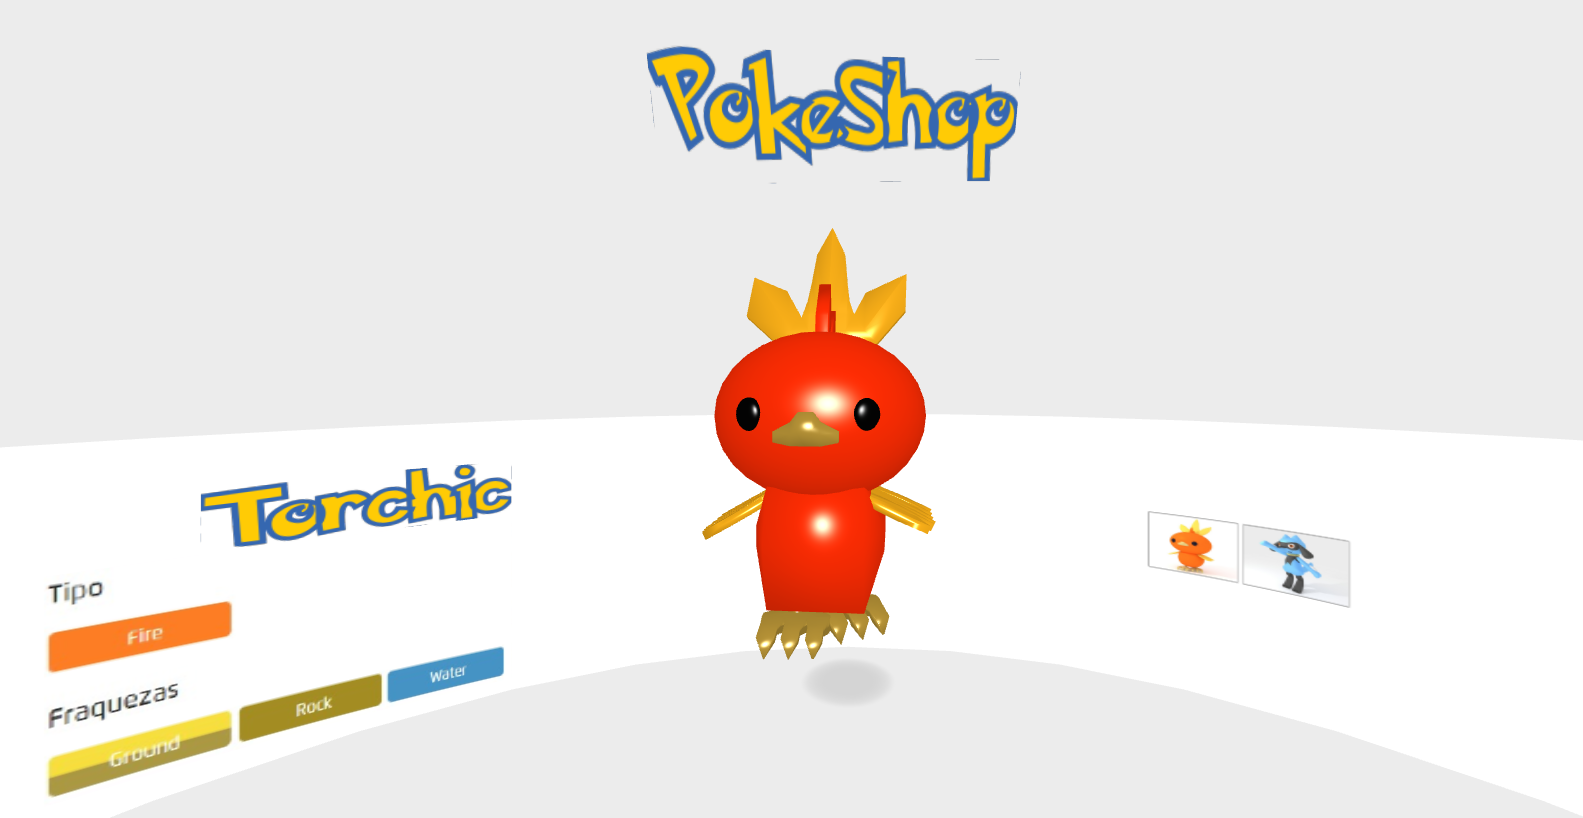 PokeShop
Torchic
Tipo
Fire
Fraquezas
Ground Rock Water